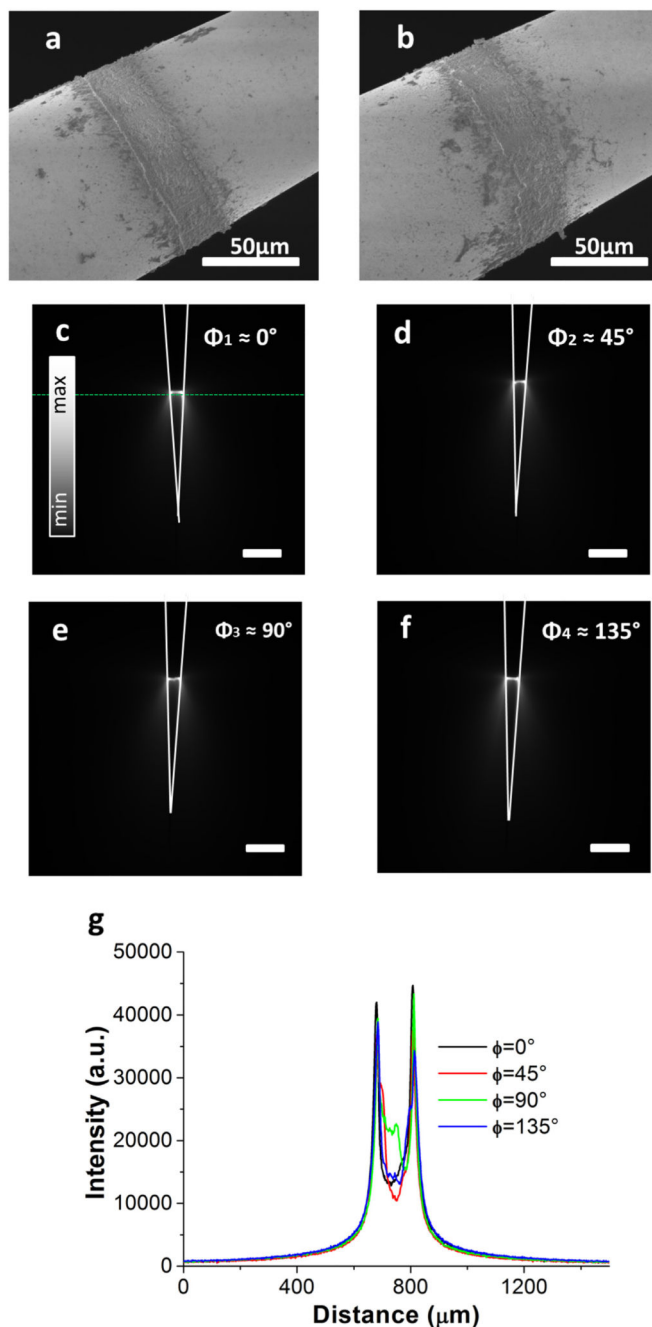 a
50µm
b
50µm
c
Φ1 ≈ 0°
max
min
d
Φ2 ≈ 45°
e
Φ3 ≈ 90°
f
Φ4 ≈ 135°
g
50000
40000
30000
20000
10000
0
Intensity (a.u.)
ϕ=0°
ϕ=45°
ϕ=90°
ϕ=135°
0
400
800
1200
Distance (µm)